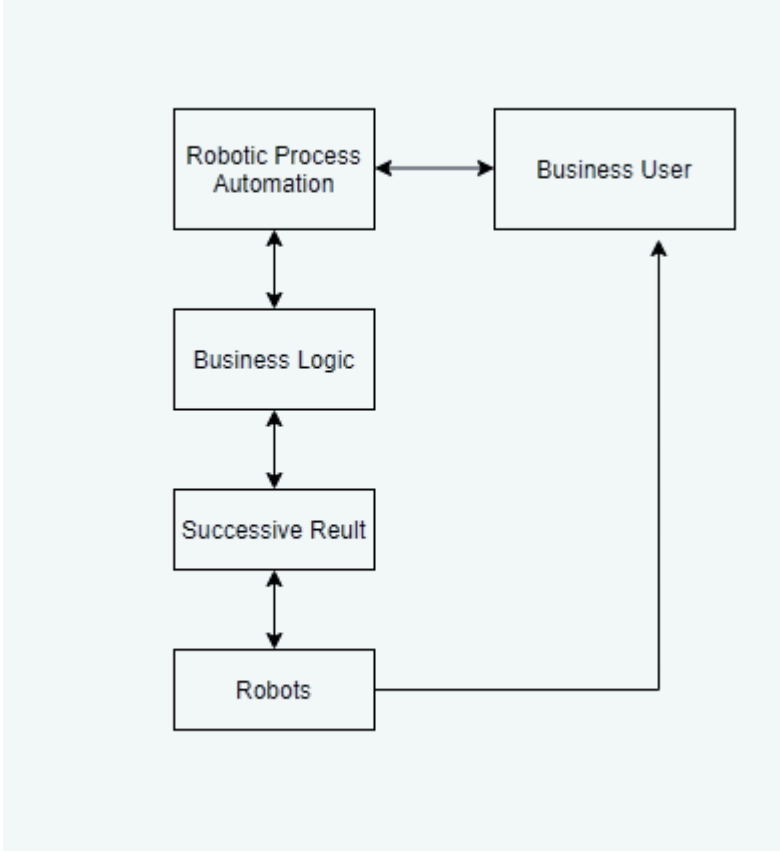 Robotic Process
Automation
Business User
Business Logic
Successive Reult
Robots